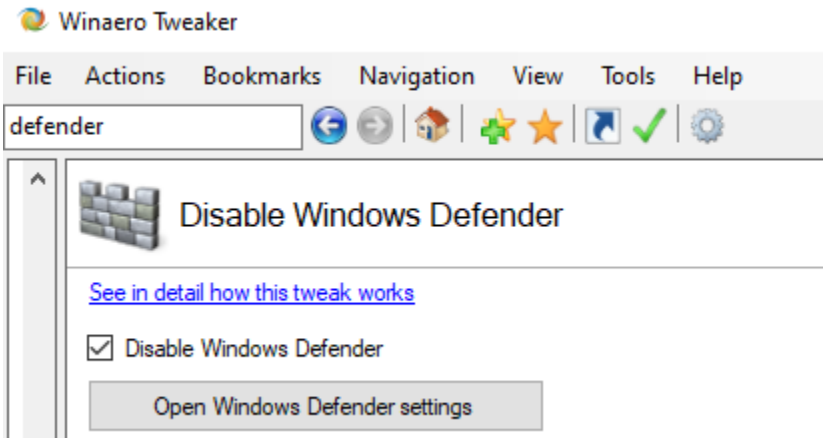 Winaero Tweaker
File Actions Bookmarks Navigation View Tools Help
defender
Disable Windows Defender
See in detail how this tweak works
Disable Windows Defender
Open Windows Defender settings